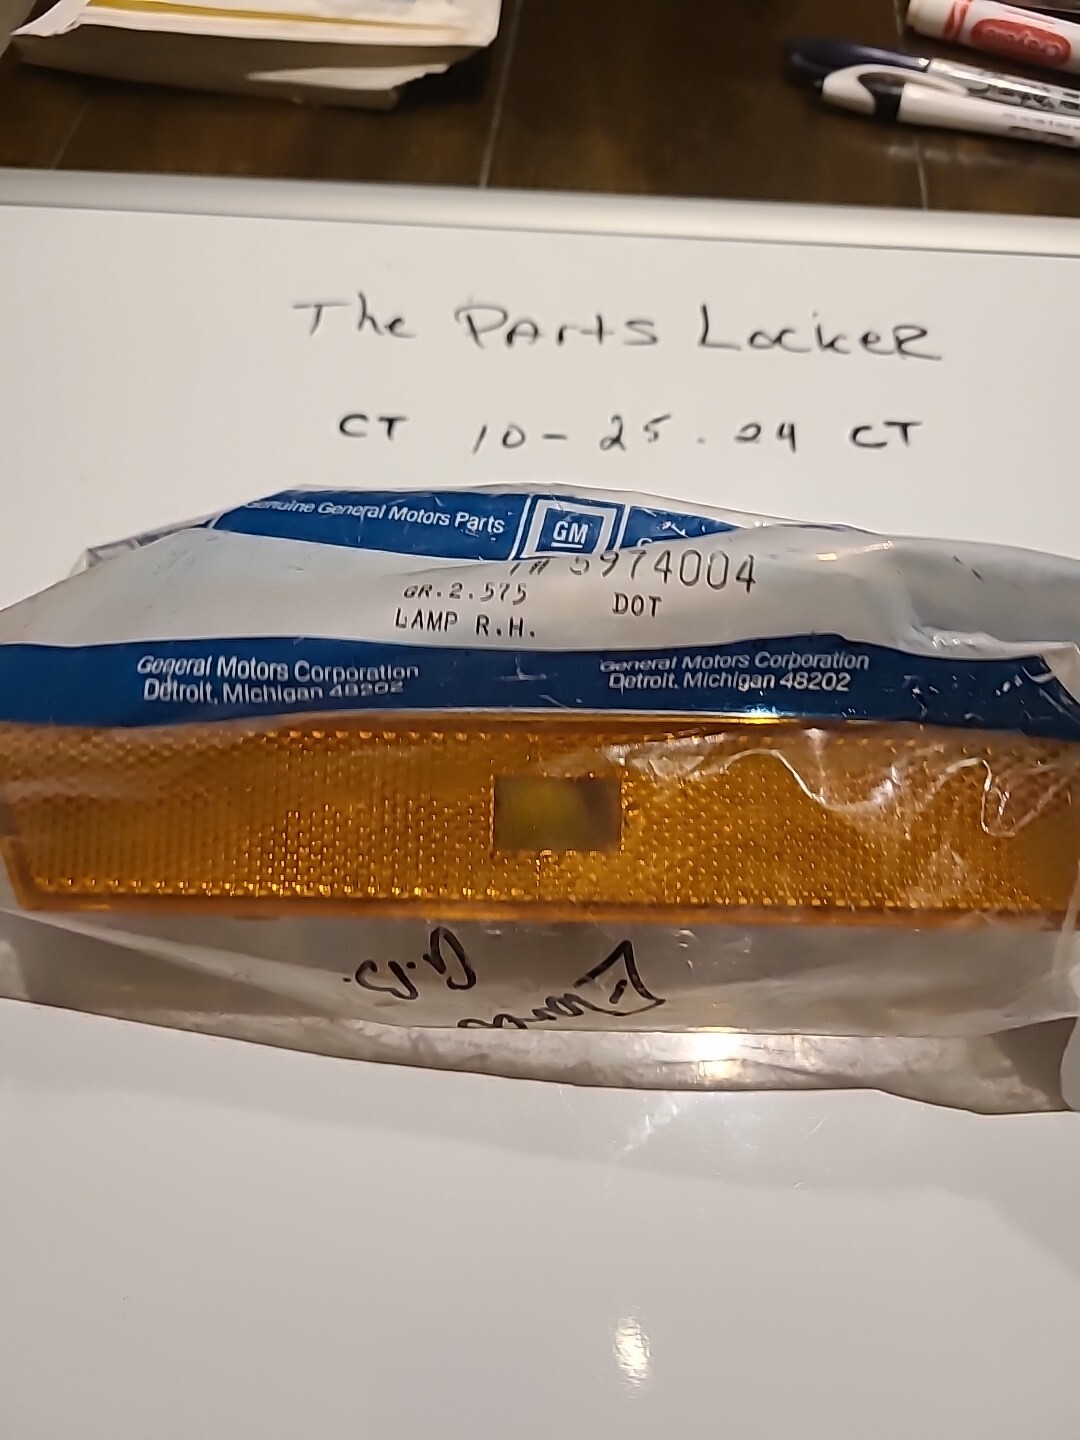 The PArts LockeR
CT 10-25.24 CT
Genuine General Motors Parts
GM
5974004
GR.2.575
DOT
LAMP R.H.
General Motors Corporation
Detroit, Michigan 48202
General Motors Corporation
Detroit, Michigan 48202